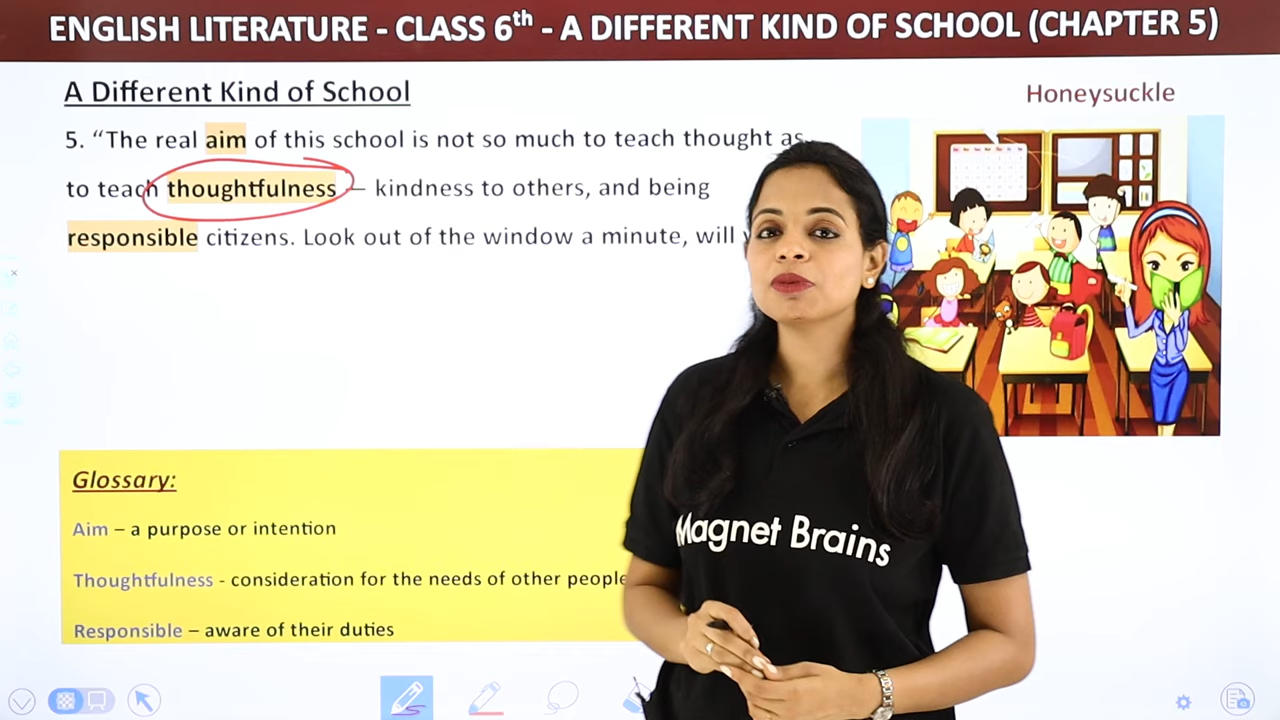 ENGLISH LITERATURE - CLASS 6th - A DIFFERENT KIND OF SCHOOL (CHAPTER 5)
A Different Kind of School
Honeysuckle
5. “The real aim of this school is not so much to teach thought as
to teach thoughtfulness — kindness to others, and being
responsible citizens. Look out of the window a minute, will
Glossary:
Aim – a purpose or intention
Thoughtfulness - consideration for the needs of other people
Responsible – aware of their duties
Magnet Brains